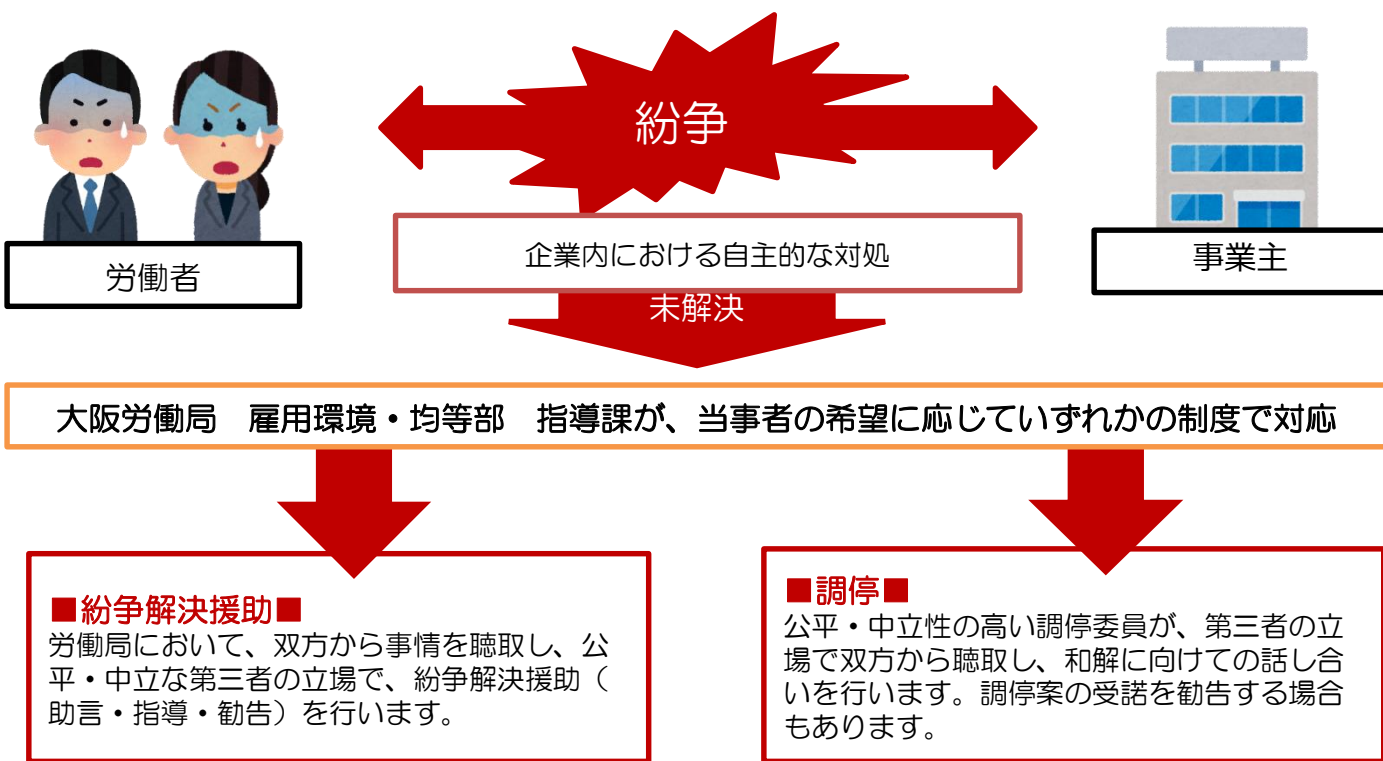 紛争
労働者
企業内における自主的な対処
事業主
未解決
大阪労働局　雇用環境・均等部　指導課が、当事者の希望に応じていずれかの制度で対応
■紛争解決援助■
労働局において、双方から事情を聴取し、公
平・中立な第三者の立場で、紛争解決援助（
助言・指導・勧告）を行います。
■調停■
公平・中立性の高い調停委員が、第三者の立
場で双方から聴取し、和解に向けての話し合
いを行います。調停案の受諾を勧告する場合
もあります。